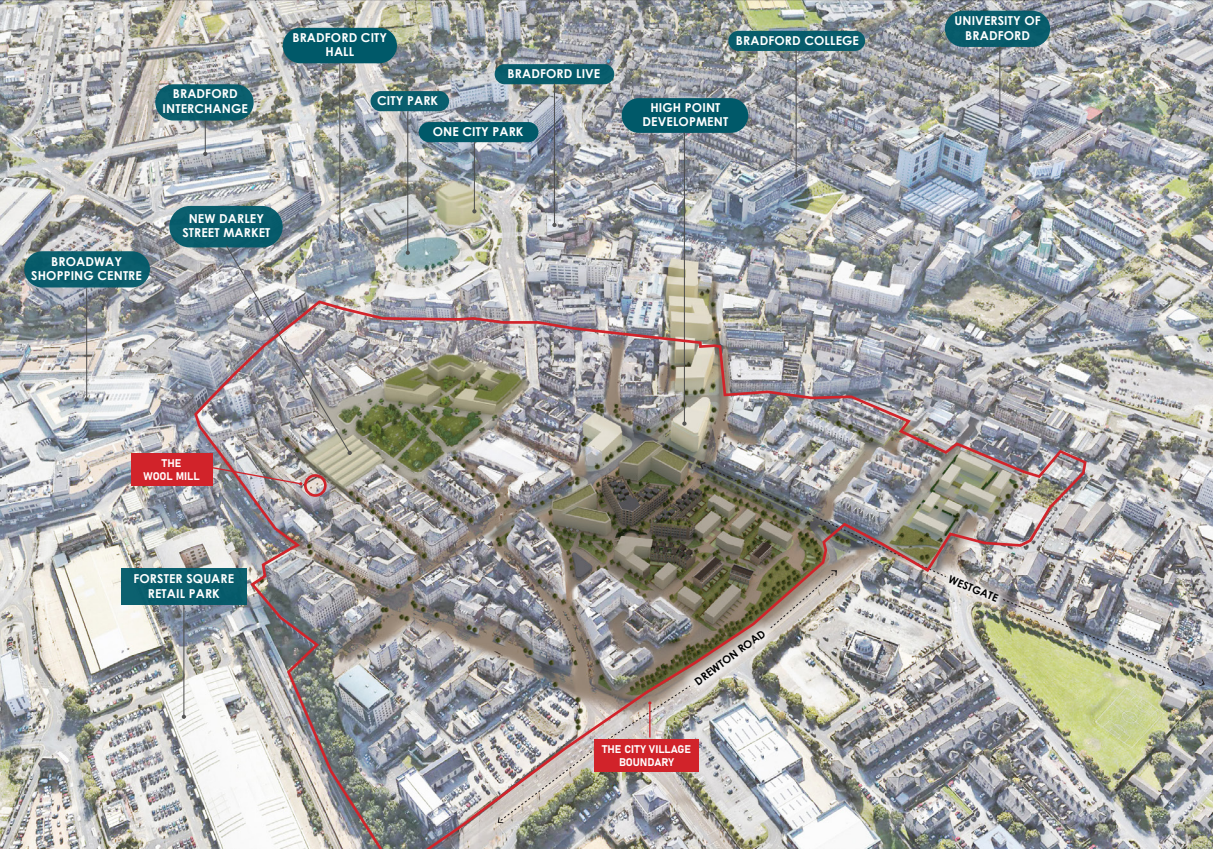 BRADFORD CITY
HALL
UNIVERSITY OF
BRADFORD
BRADFORD COLLEGE
BRADFORD LIVE
BRADFORD
INTERCHANGE
CITY PARK
HIGH POINT
DEVELOPMENT
ONE CITY PARK
NEW DARLEY
STREET MARKET
BROADWAY
SHOPPING CENTRE
THE
WOOL MILL
FORSTER SQUARE
RETAIL PARK
WESTGATE
DREWTON ROAD
THE CITY VILLAGE
BOUNDARY